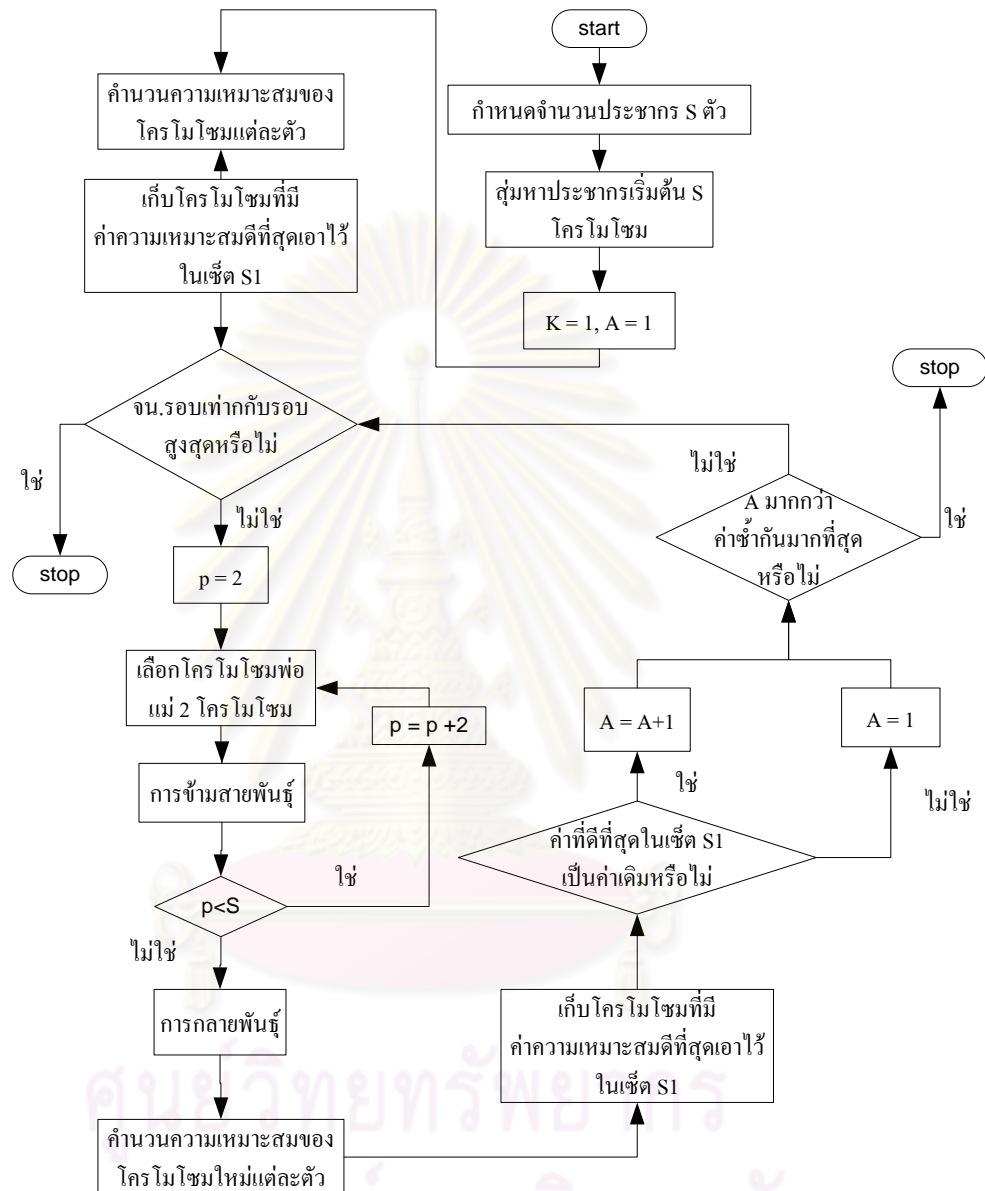 start
กำหนดจำนวนประชากร S ตัว
สุ่มหาประชากรเริ่มต้น S
โครโมโซม
K = 1, A = 1
คำนวนความเหมาะสมของ
โครโมโซมแต่ละตัว
เก็บโครโมโซมที่มี
ค่าความเหมาะสมดีที่สุดเอาไว้
ในเซ็ต S1
จน.รอบเท่ากกับรอบ
สูงสุดหรือไม่
ใช่
stop
ไม่ใช่
p = 2
เลือกโครโมโซมพ่อ
แม่ 2 โครโมโซม
p = p +2
การข้ามสายพันธุ์
p<S
ใช่
ไม่ใช่
การกลายพันธุ์
คำนวนความเหมาะสมของ
โครโมโซมใหม่แต่ละตัว
เก็บโครโมโซมที่มี
ค่าความเหมาะสมดีที่สุดเอาไว้
ในเซ็ต S1
ค่าที่ดีที่สุดในเซ็ต S1
เป็นค่าเดิมหรือไม่
ใช่
ไม่ใช่
A = A+1
A = 1
A มากกว่า
ค่าซ้ำกันมากที่สุด
หรือไม่
ไม่ใช่
ใช่
stop
ศูนย์วิทยทรัพยากร